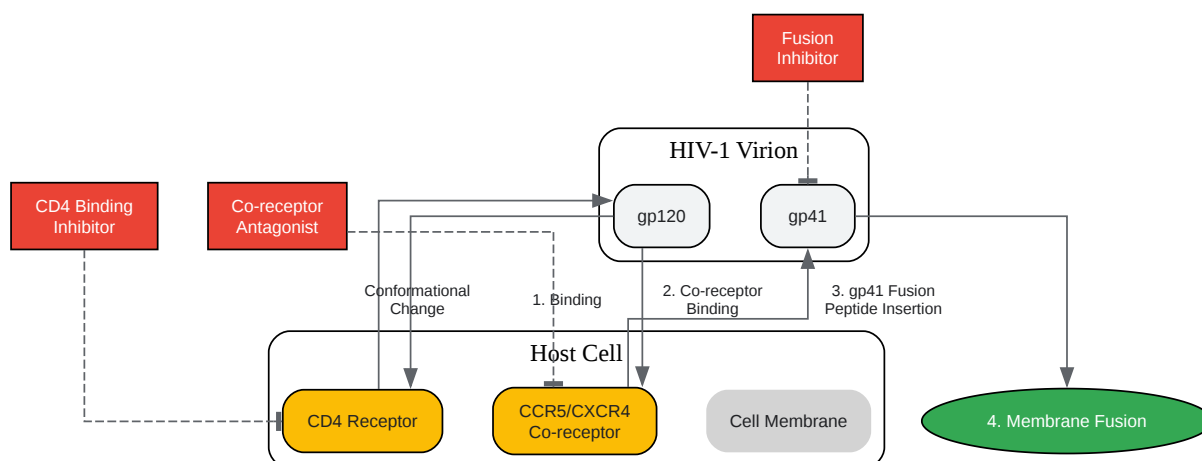 Fusion
Inhibitor
HIV-1 Virion
CD4 Binding
Inhibitor
Co-receptor
Antagonist
gp120
gp41
Conformational
Change
1. Binding
2. Co-receptor
Binding
3. gp41 Fusion
Peptide Insertion
Host Cell
CD4 Receptor
CCR5/CXCR4
Co-receptor
Cell Membrane
4. Membrane Fusion